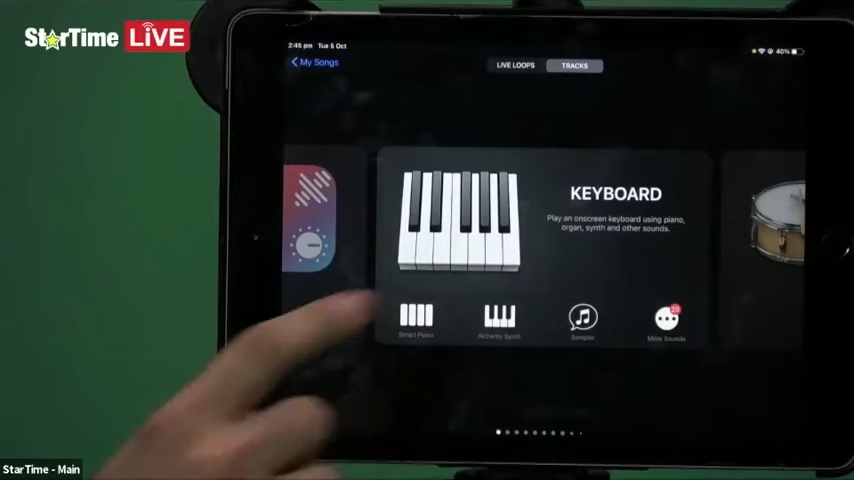 StarTime LIVE
2:45 pm Tue 5 Oct
40%
My Songs
LIVE LOOPS
TRACKS
KEYBOARD
Play an onscreen keyboard using piano,
organ, synth and other sounds.
20
Smart Piano
Alchemy Synth
Sampler
More Sounds
StarTime - Main